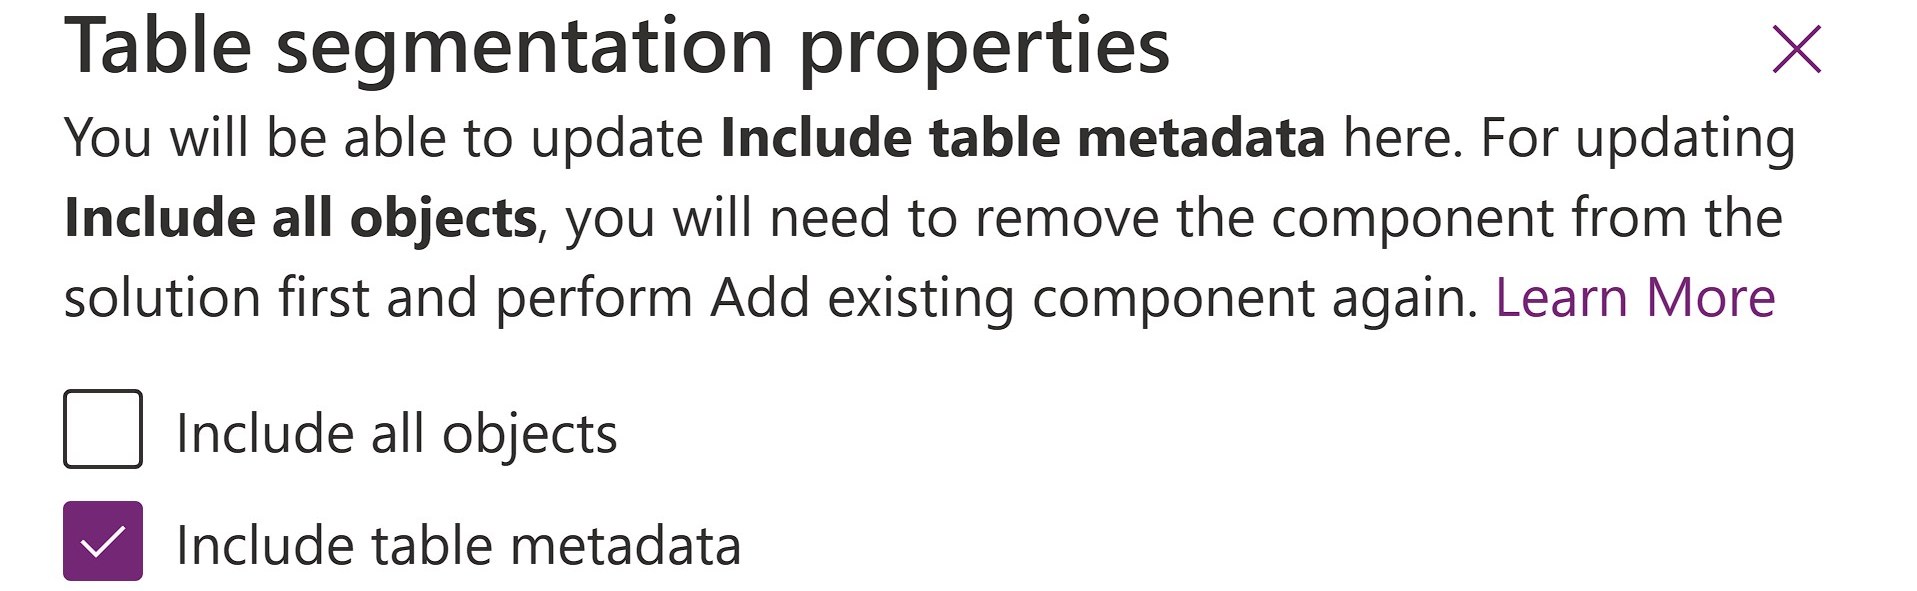 Table segmentation properties
You will be able to update Include table metadata here. For updating
Include all objects, you will need to remove the component from the
solution first and perform Add existing component again. Learn More
Include all objects
Include table metadata